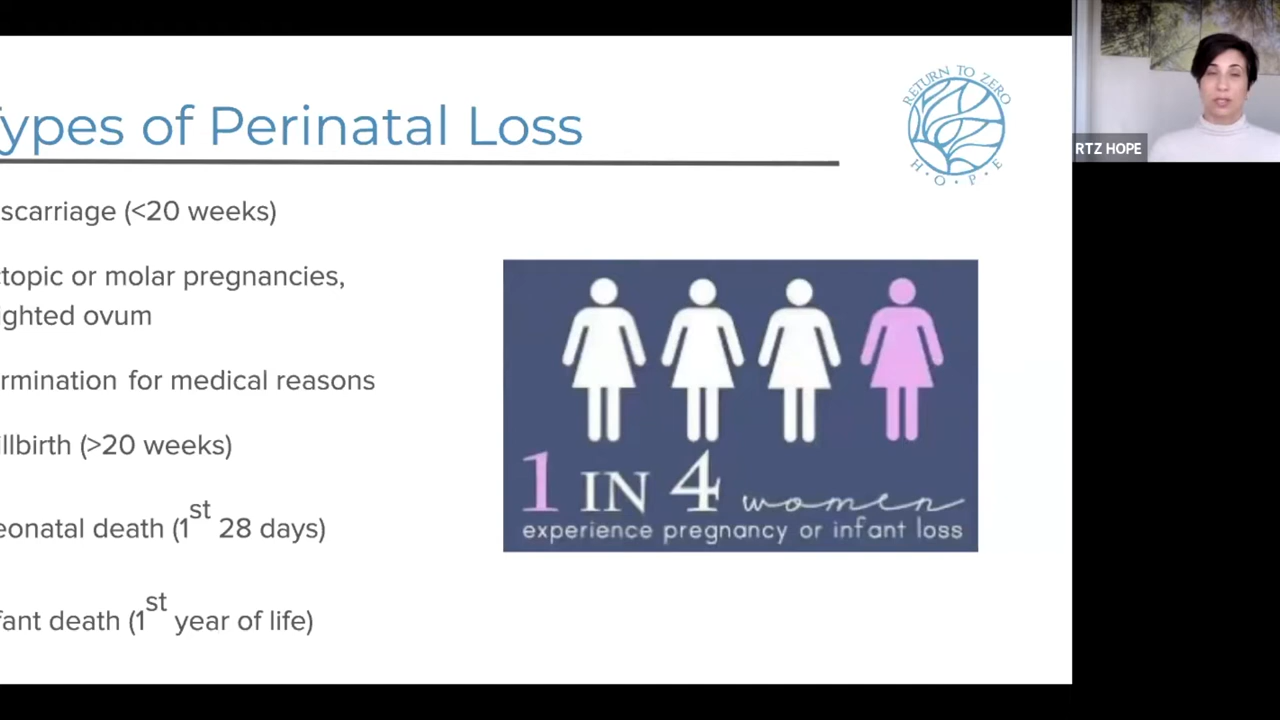 ypes of Perinatal Loss
scarriage (<20 weeks)
topic or molar pregnancies,
ighted ovum
rmination for medical reasons
illbirth (>20 weeks)
eonatal death (1st 28 days)
fant death (1st year of life)
RETURN TO ZERO
H·O·P·E
1 IN 4 women
experience pregnancy or infant loss
RTZ HOPE